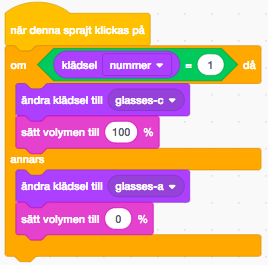 när denna sprajt klickas på
om klädsel nummer = 1 då
ändra klädsel till glasses-c
sätt volymen till 100 %
annars
ändra klädsel till glasses-a
sätt volymen till 0 %